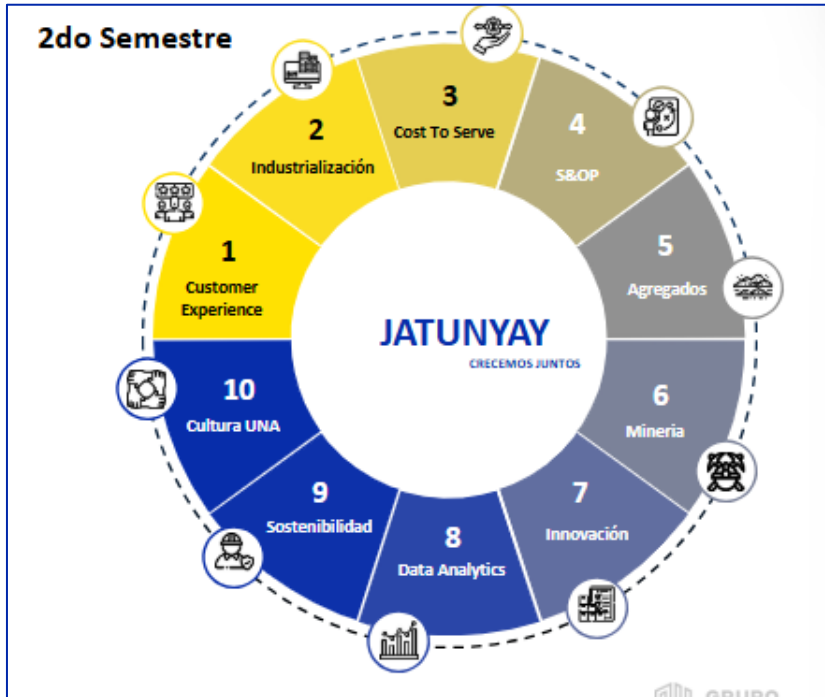 2do Semestre
1
Customer
Experience
2
Industrialización
3
Cost To Serve
4
S&OP
5
Agregados
6
Mineria
7
Innovación
8
Data Analytics
9
Sostenibilidad
10
Cultura UNA
JATUNYAY
CRECEMOS JUNTOS
GRUPO